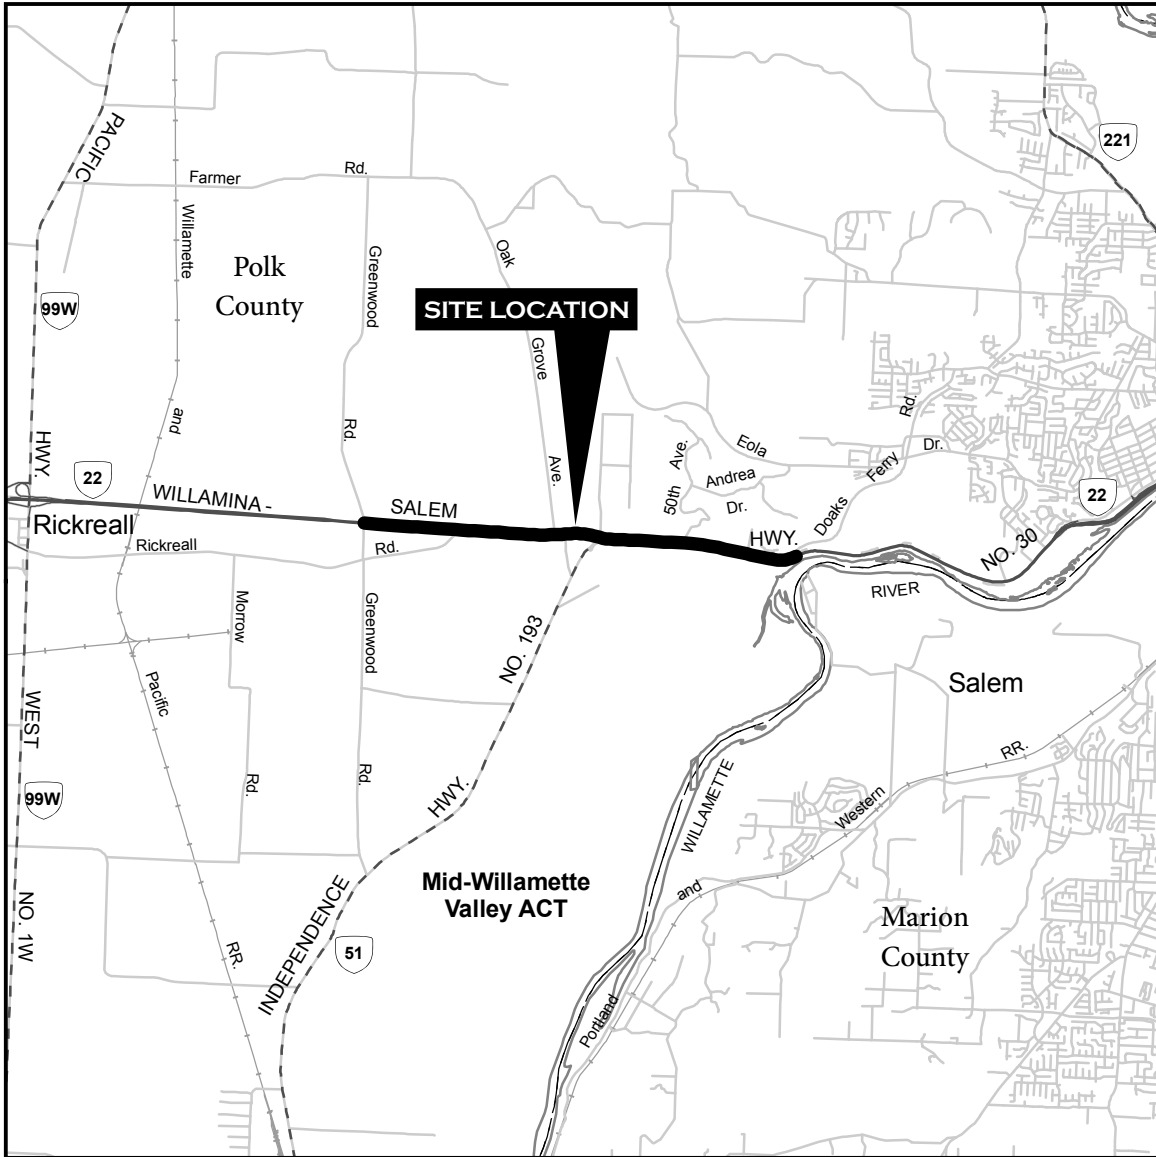 PACIFIC
221
Farmer
Rd.
Willamette
Greenwood
Oak
Polk
County
99W
SITE LOCATION
Grove
and
Rd.
Rd.
HWY.
Ave.
50th Ave.
Eola
Dr.
Andrea
Dr.
Doaks
Ferry
22
WILLAMINA -
SALEM
22
Rickreall
Rickreall
Rd.
HWY.
NO. 30
RIVER
Morrow
Greenwood
NO. 193
Salem
Pacific
WEST
Rd.
Rd.
HWY.
RR.
99W
WILLAMETTE
Western
Mid-Willamette
Valley ACT
and
Marion
County
NO. 1W
RR.
INDEPENDENCE
51
Portland